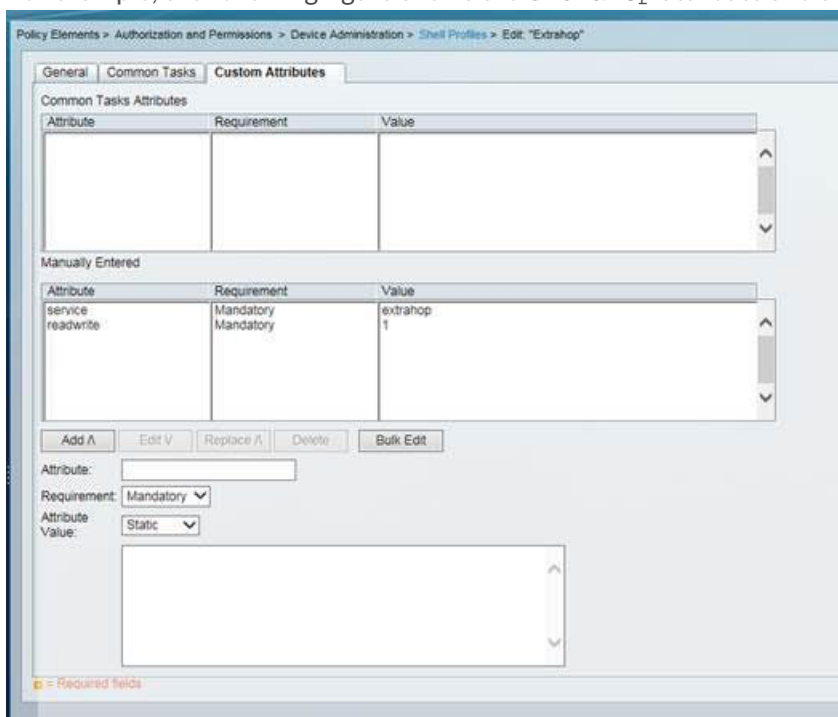 Policy Elements > Authorization and Permissions > Device Administration > Shell Profiles > Edit: "Extrahop"
General Common Tasks Custom Attributes
Common Tasks Attributes
Attribute Requirement Value
Manually Entered
Attribute Requirement Value
service Mandatory extrahop
readwrite Mandatory 1
Add Λ Edit V Replace Λ Delete Bulk Edit
Attribute:
Requirement: Mandatory
Attribute Value: Static
= Required fields